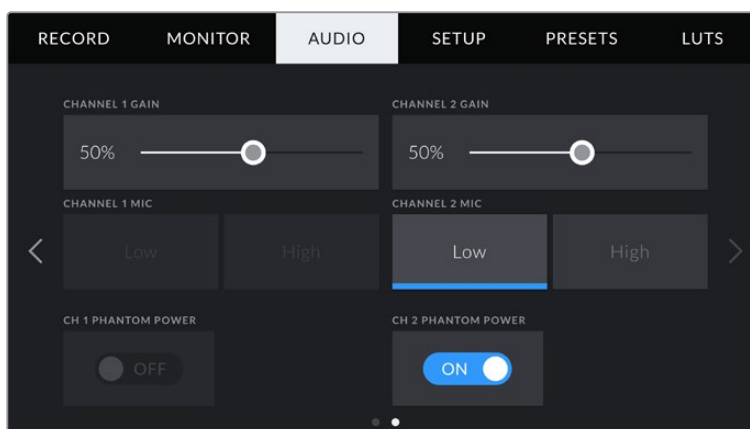 RECORD MONITOR AUDIO SETUP PRESETS LUTS
CHANNEL 1 GAIN CHANNEL 2 GAIN
50% 50%
CHANNEL 1 MIC CHANNEL 2 MIC
Low High Low High
CH 1 PHANTOM POWER CH 2 PHANTOM POWER
OFF ON